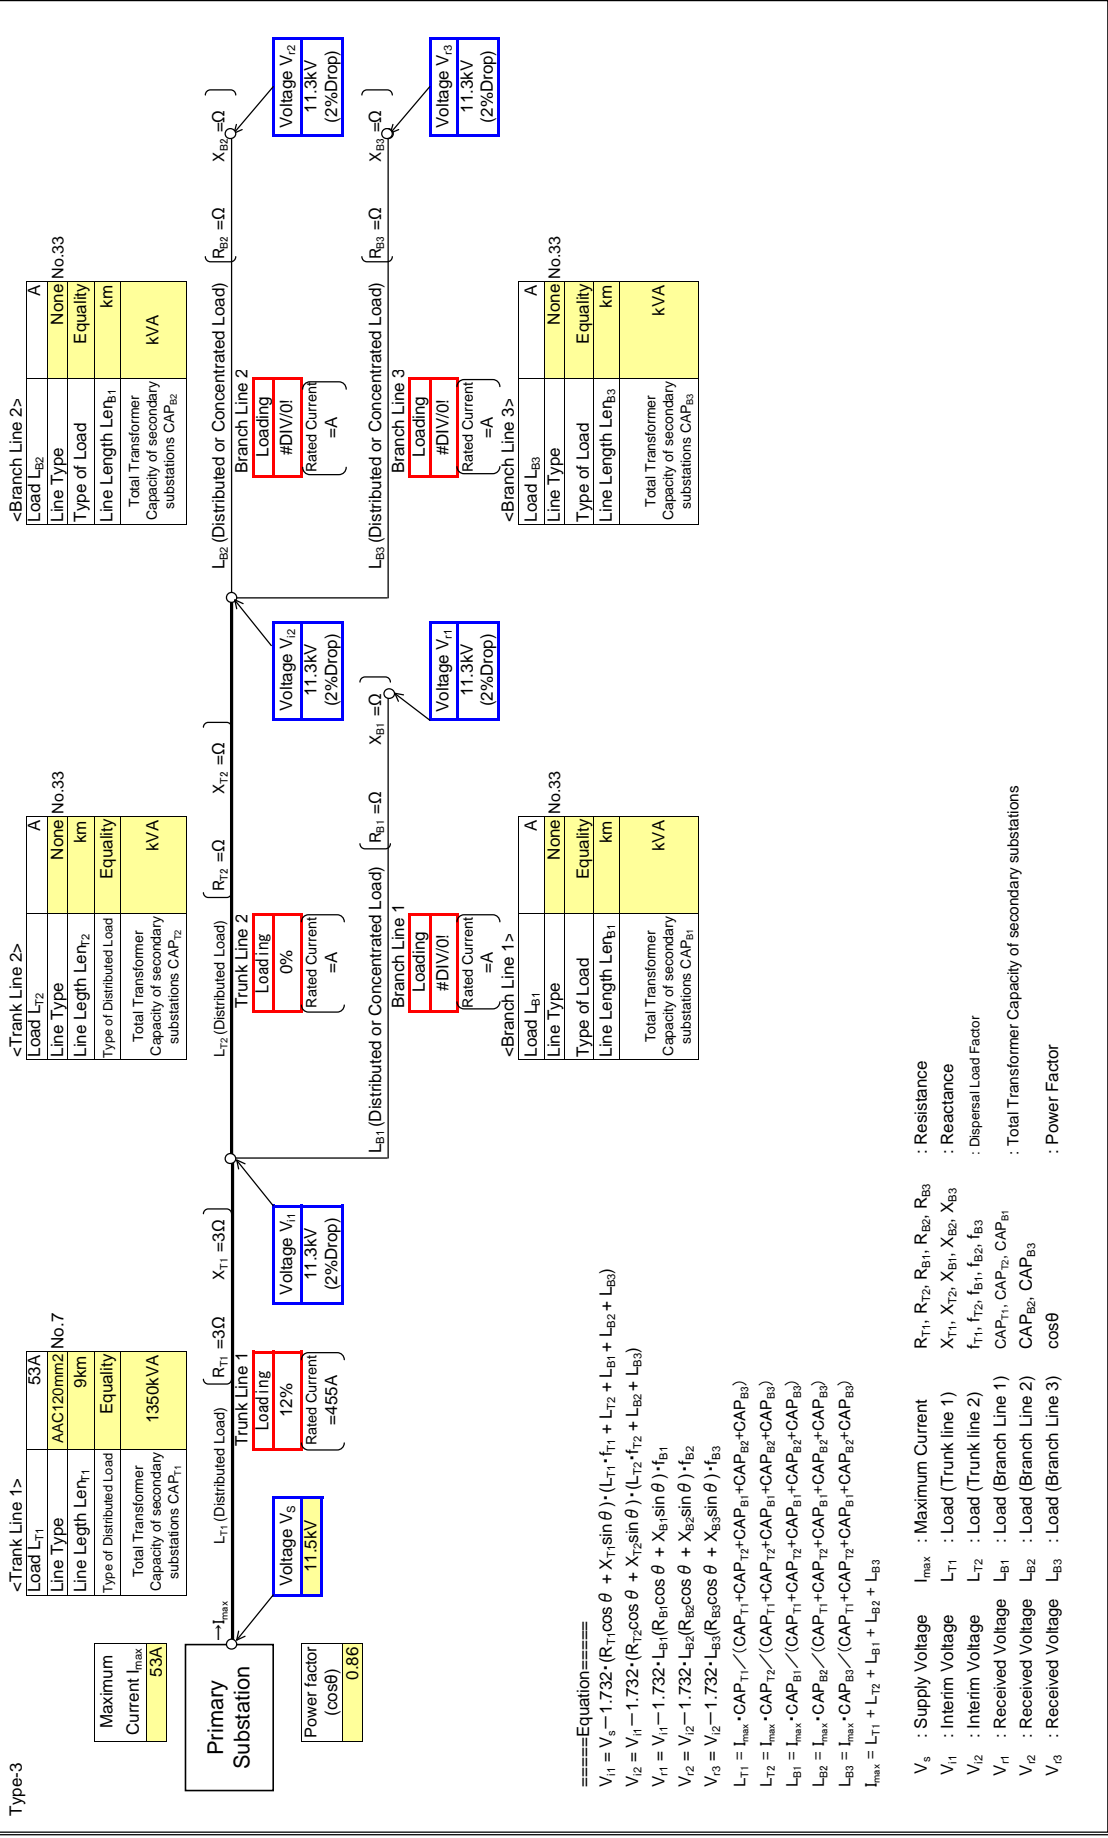 Type-3
<Trank Line 1>
Load LT1 53A
Line Type AAC120mm2 No.7
Line Length LenT1 9km
Type of Distributed Load Equality
Total Transformer
Capacity of secondary
substations CAPT1
1350kVA
<Trank Line 2>
Load LT2 A
Line Type None No.33
Line Legth LenT2 km
Type of Distributed Load Equality
Total Transformer
Capacity of secondary
substations CAPT2
kVA
<Branch Line 2>
Load LB2 A
Line Type None No.33
Type of Load Equality
Line Length LenB1 km
Total Transformer
Capacity of secondary
substations CAPB2
kVA
Maximum
Current Imax
53A
Primary
Substation
→Imax
Power factor
(cosθ)
0.86
Voltage VS
11.5kV
LT1 (Distributed Load)
RT1 =3Ω XT1 =3Ω
Trunk Line 1
Loading
12%
Rated Current
=455A
Voltage Vi1
11.3kV
(2%Drop)
LT2 (Distributed Load)
RT2 =Ω XT2 =Ω
Trunk Line 2
Loading
0%
Rated Current
=A
Voltage Vi2
11.3kV
(2%Drop)
LB2 (Distributed or Concentrated Load)
RB2 =Ω XB2 =Ω
Branch Line 2
Loading
#DIV/0!
Rated Current
=A
Voltage Vr2
11.3kV
(2%Drop)
LB1 (Distributed or Concentrated Load)
RB1 =Ω XB1 =Ω
Branch Line 1
Loading
#DIV/0!
Rated Current
=A
Voltage Vr1
11.3kV
(2%Drop)
LB3 (Distributed or Concentrated Load)
RB3 =Ω XB3 =Ω
Branch Line 3
Loading
#DIV/0!
Rated Current
=A
Voltage Vr3
11.3kV
(2%Drop)
<Branch Line 1>
Load LB1 A
Line Type None No.33
Type of Load Equality
Line Length LenB1 km
Total Transformer
Capacity of secondary
substations CAPB1
kVA
<Branch Line 3>
Load LB3 A
Line Type None No.33
Type of Load Equality
Line Length LenB3 km
Total Transformer
Capacity of secondary
substations CAPB3
kVA
=====Equation=====
Vi1 = Vs－1.732･(RT1cos θ + XT1sin θ)･(LT1･fT1 + LT2 + LB1 + LB2 + LB3)
Vi2 = Vi1－1.732･(RT2cos θ + XT2sin θ)･(LT2･fT2 + LB2 + LB3)
Vr1 = Vi1－1.732･LB1(RB1cos θ + XB1sin θ)･fB1
Vr2 = Vi2－1.732･LB2(RB2cos θ + XB2sin θ)･fB2
Vr3 = Vi2－1.732･LB3(RB3cos θ + XB3sin θ)･fB3
LT1 = Imax･CAPT1／(CAPT1+CAPT2+CAPB1+CAPB2+CAPB3)
LT2 = Imax･CAPT2／(CAPT1+CAPT2+CAPB1+CAPB2+CAPB3)
LB1 = Imax･CAPB1／(CAPT1+CAPT2+CAPB1+CAPB2+CAPB3)
LB2 = Imax･CAPB2／(CAPT1+CAPT2+CAPB1+CAPB2+CAPB3)
LB3 = Imax･CAPB3／(CAPT1+CAPT2+CAPB1+CAPB2+CAPB3)
Imax = LT1 + LT2 + LB1 + LB2 + LB3
Vs : Supply Voltage Imax : Maximum Current RT1, RT2, RB1, RB2, RB3 : Resistance
Vi1 : Interim Voltage LT1 : Load (Trunk line 1) XT1, XT2, XB1, XB2, XB3 : Reactance
Vi2 : Interim Voltage LT2 : Load (Trunk line 2) fT1, fT2, fB1, fB2, fB3 : Dispersal Load Factor
Vr1 : Received Voltage LB1 : Load (Branch Line 1) CAPT1, CAPT2, CAPB1 : Total Transformer Capacity of secondary substations
Vr2 : Received Voltage LB2 : Load (Branch Line 2) CAPB2, CAPB3
Vr3 : Received Voltage LB3 : Load (Branch Line 3) cosθ : Power Factor